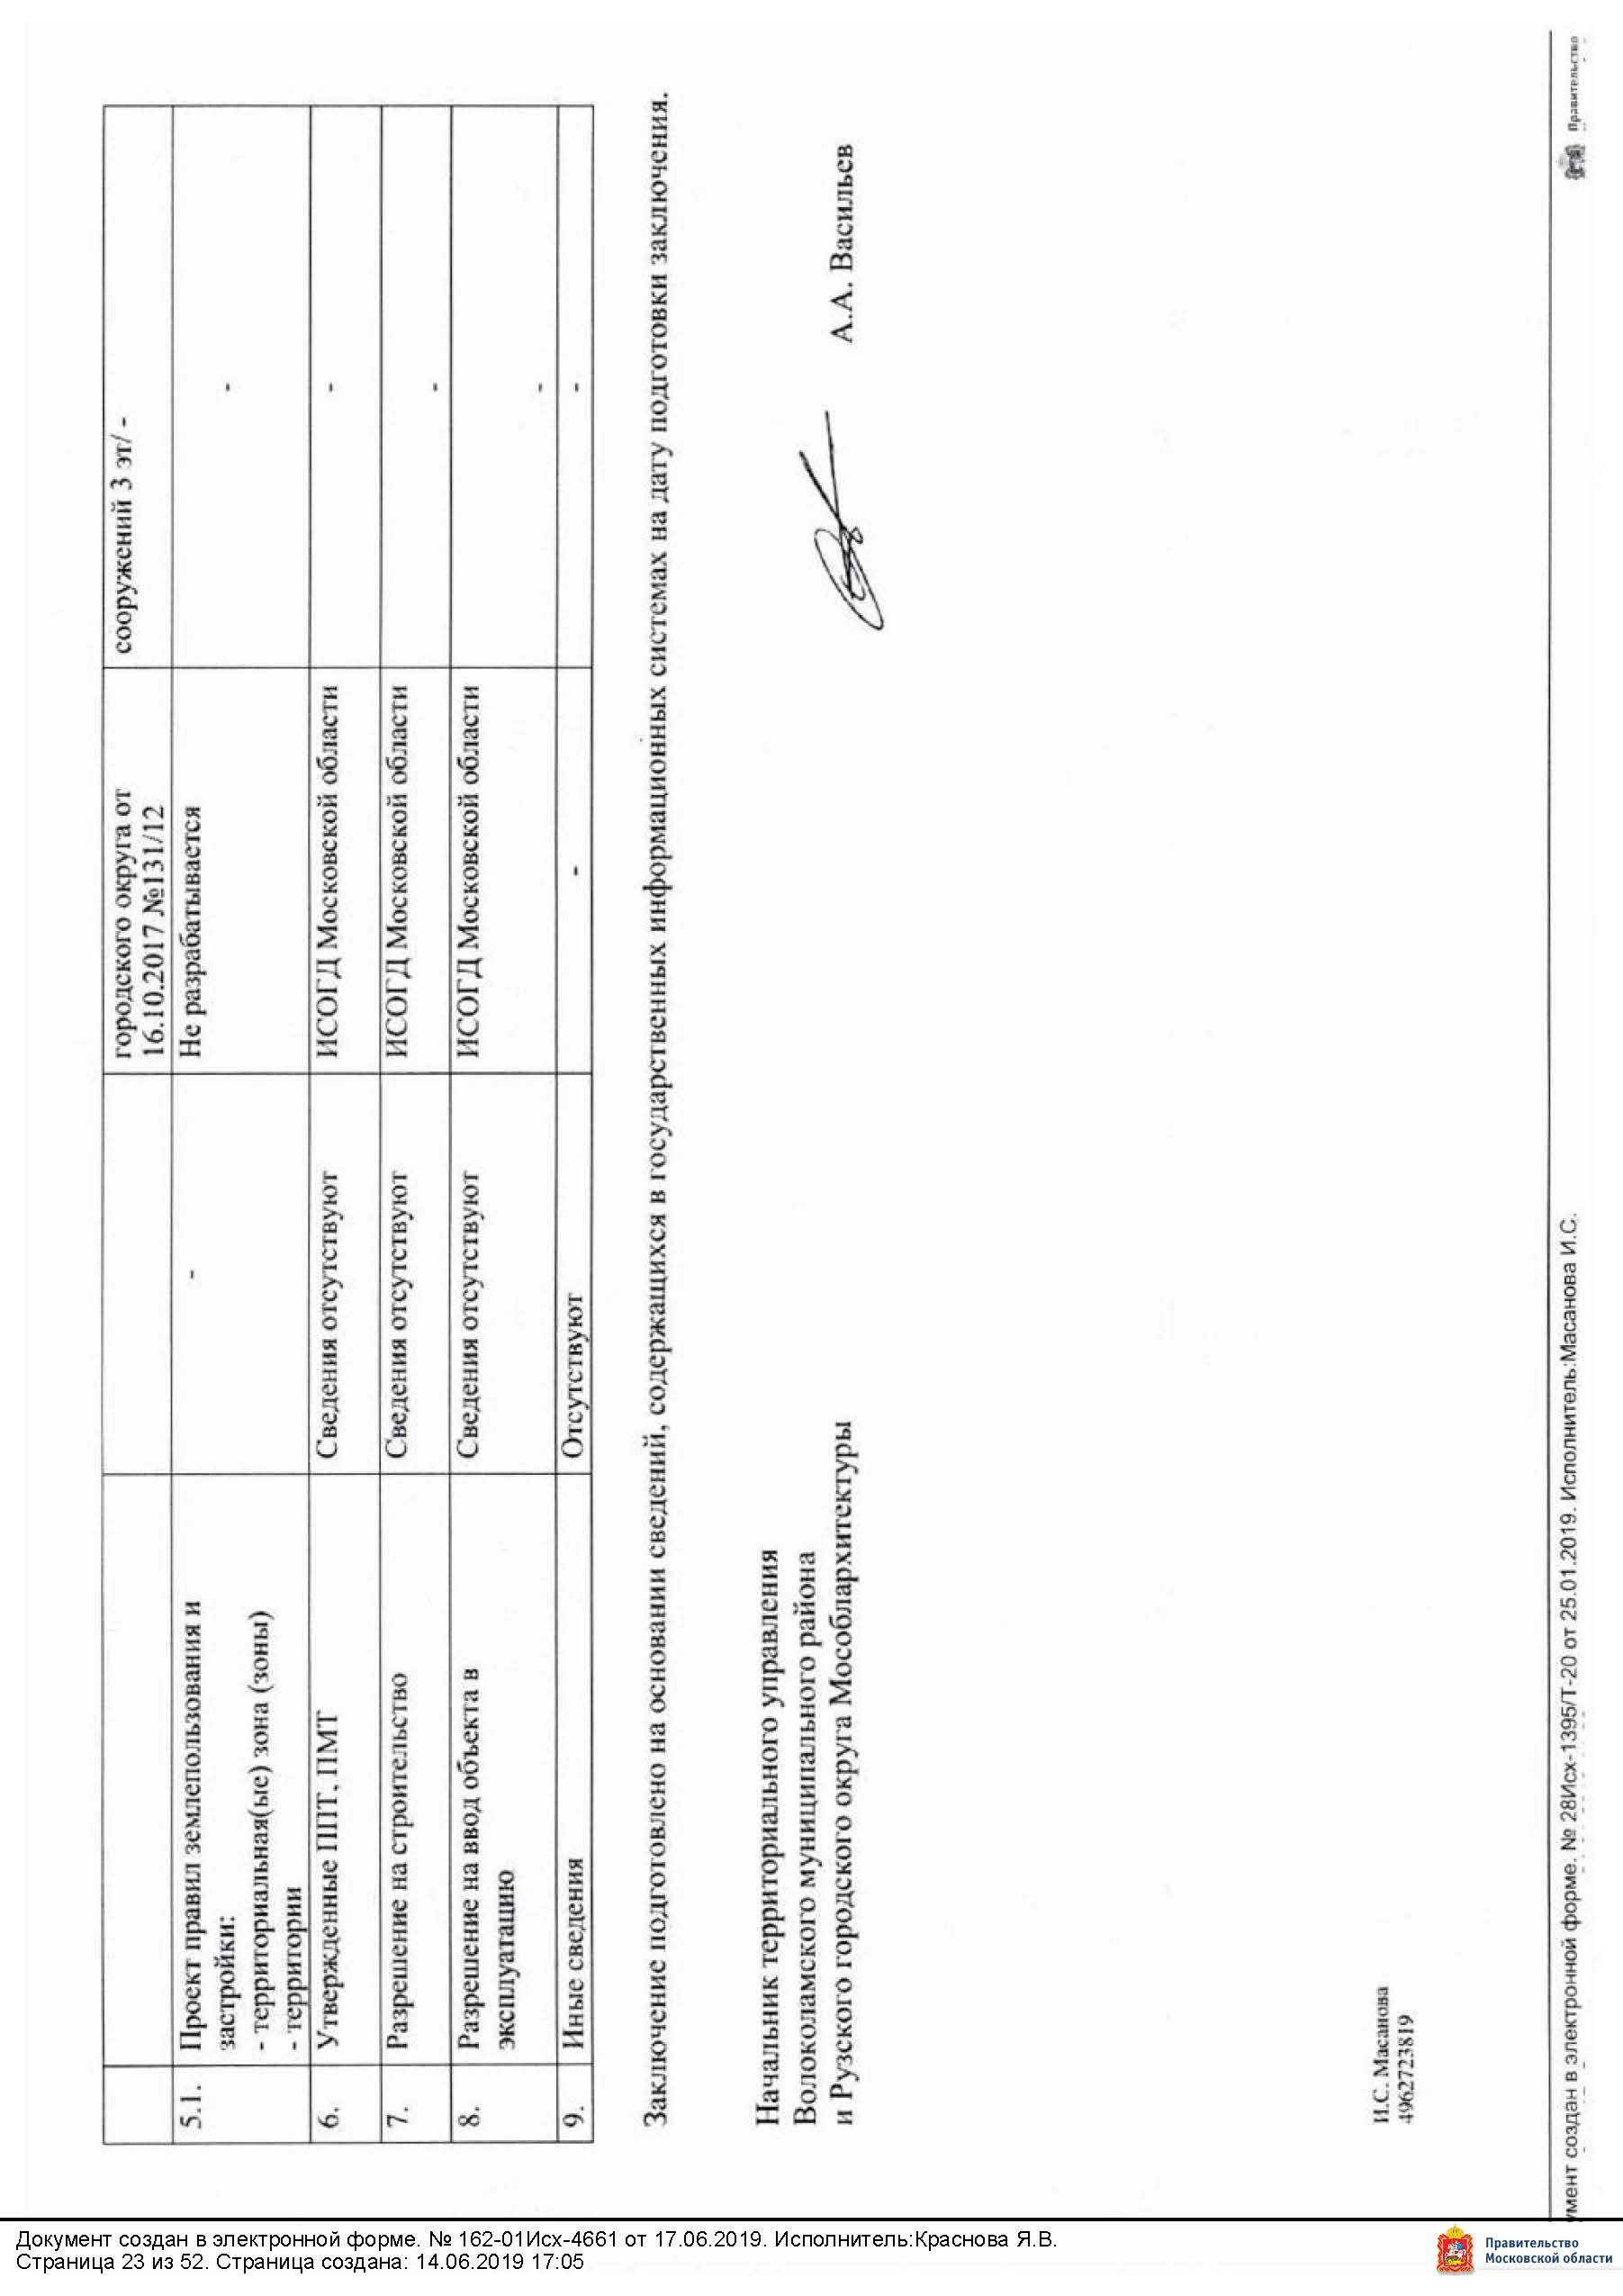 городского округа от
16.10.2017 №131/12
сооружений 3 эт/ -
5.1.
Проект правил землепользования и
застройки:
- территориальная(ые) зона (зоны)
- территории
-
Не разрабатывается
-
6.
Утвержденные ППТ, ПМТ
Сведения отсутствуют
ИСОГД Московской области
-
7.
Разрешение на строительство
Сведения отсутствуют
ИСОГД Московской области
-
8.
Разрешение на ввод объекта в
эксплуатацию
Сведения отсутствуют
ИСОГД Московской области
-
9.
Иные сведения
Отсутствуют
-
-
Заключение подготовлено на основании сведений, содержащихся в государственных информационных системах на дату подготовки заключения.
Начальник территориального управления
Волоколамского муниципального района
и Рузского городского округа Мособлархитектуры
А.А. Васильев
И.С. Масанова
4962723819
мент создан в электронной форме. № 28Исх-1395/Т-20 от 25.01.2019. Исполнитель:Масанова И.С.
Правительство
Документ создан в электронной форме. № 162-01Исх-4661 от 17.06.2019. Исполнитель:Краснова Я.В.
Страница 23 из 52. Страница создана: 14.06.2019 17:05
Правительство
Московской области